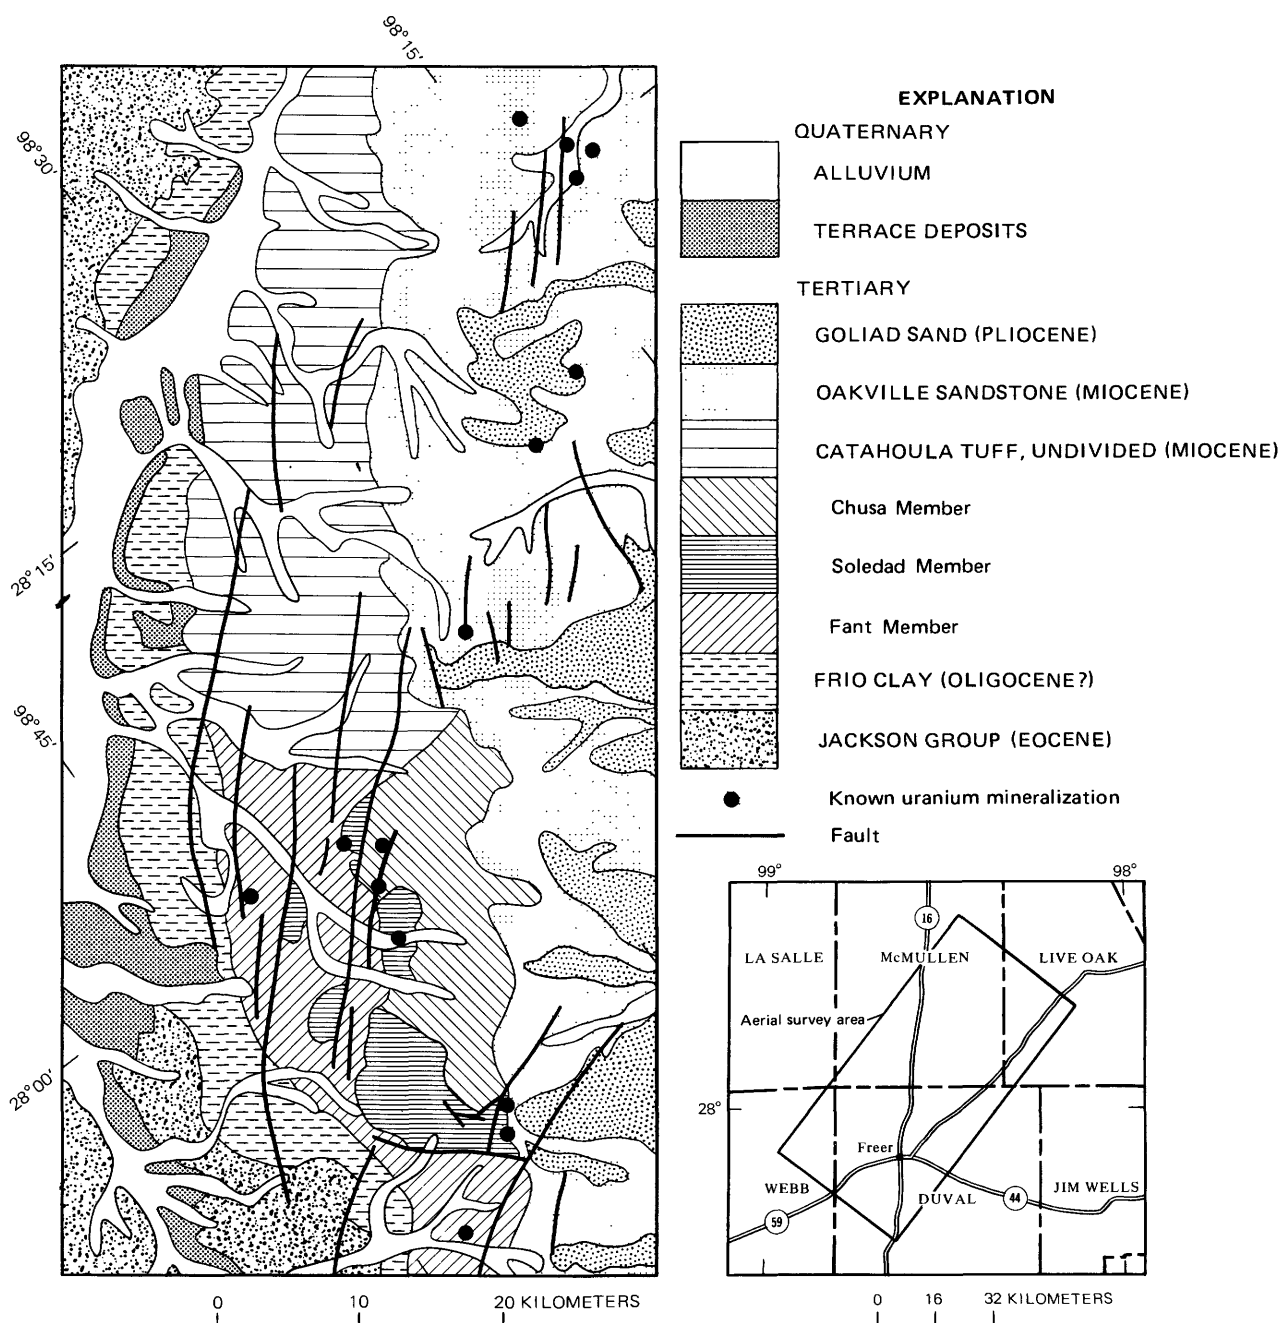 98° 15'
98° 30'
28° 15'
98° 45'
28° 00'
0 10 20 KILOMETERS
EXPLANATION
QUATERNARY
ALLUVIUM
TERRACE DEPOSITS
TERTIARY
GOLIAD SAND (PLIOCENE)
OAKVILLE SANDSTONE (MIOCENE)
CATAHOULA TUFF, UNDIVIDED (MIOCENE)
Chusa Member
Soledad Member
Fant Member
FRIO CLAY (OLIGOCENE?)
JACKSON GROUP (EOCENE)
Known uranium mineralization
Fault
99° 98°
16
LA SALLE McMULLEN LIVE OAK
Aerial survey area
28°
Freer
WEBB DUVAL 44 JIM WELLS
59
0 16 32 KILOMETERS